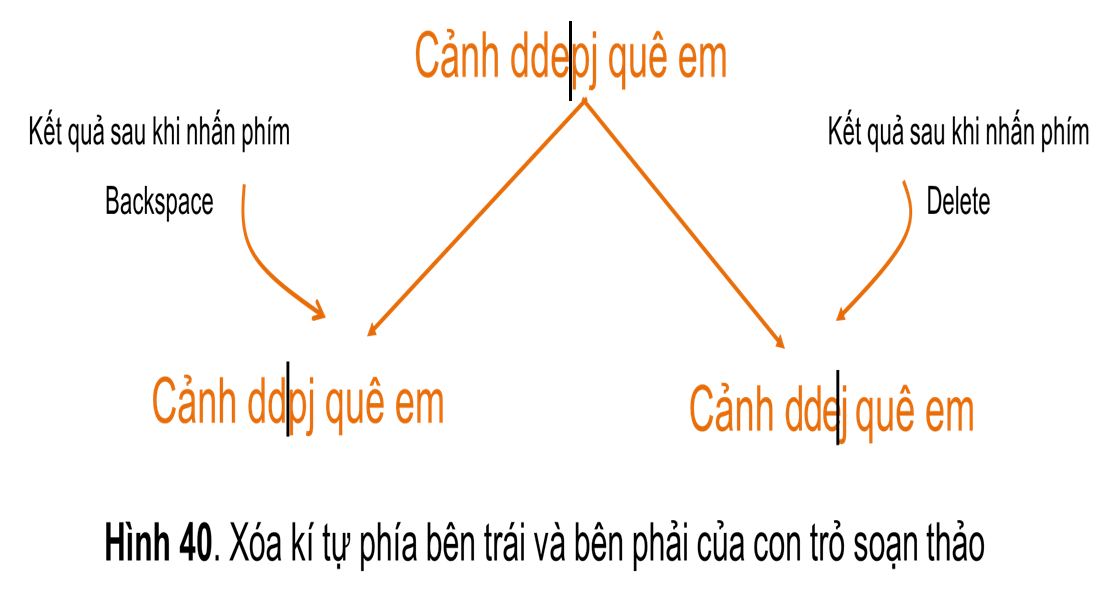 Cảnh ddepj quê em
Kết quả sau khi nhấn phím
Backspace
Kết quả sau khi nhấn phím
Delete
Cảnh ddpj quê em
Cảnh ddej quê em
Hình 40. Xóa kí tự phía bên trái và bên phải của con trỏ soạn thảo